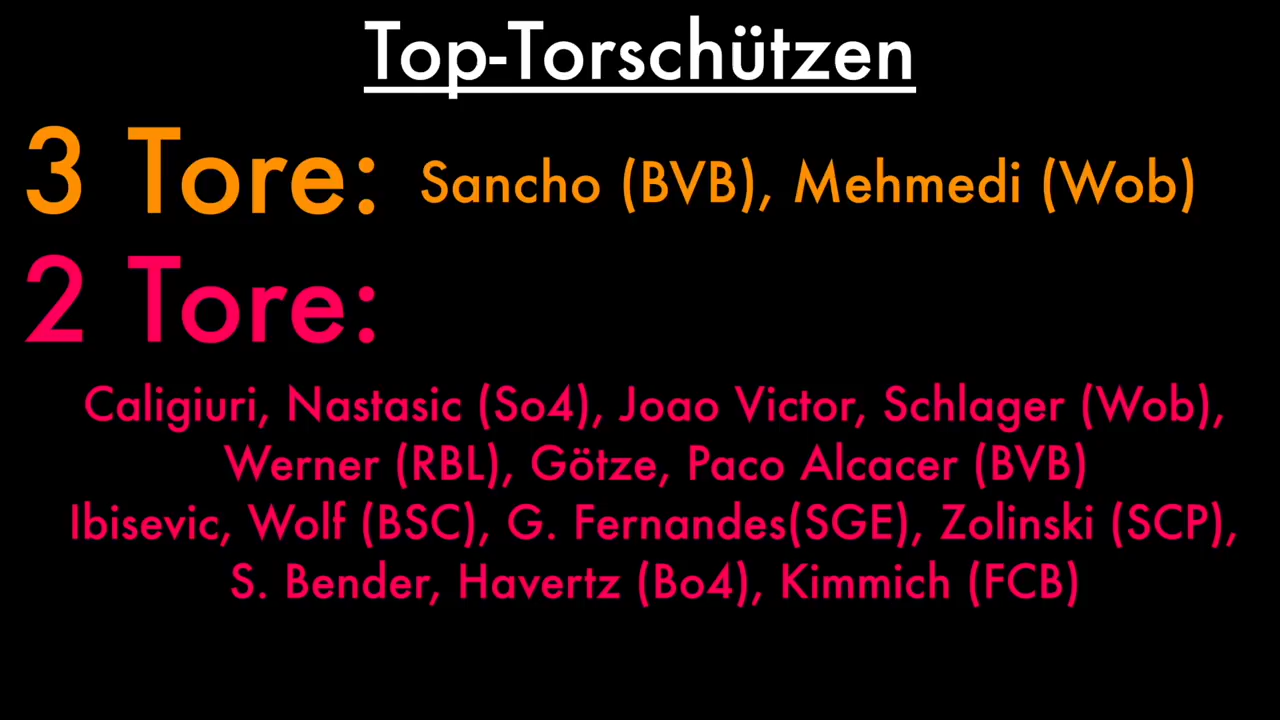 Top-Torschützen
3 Tore: Sancho (BVB), Mehmedi (Wob)
2 Tore:
Caligiuri, Nastasic (So4), Joao Victor, Schlager (Wob),
Werner (RBL), Götze, Paco Alcacer (BVB)
Ibisevic, Wolf (BSC), G. Fernandes(SGE), Zolinski (SCP),
S. Bender, Havertz (Bo4), Kimmich (FCB)